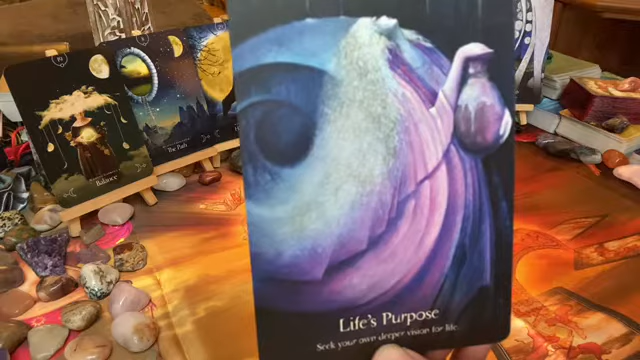 Balance
The Path
Life's Purpose
Seek your own deeper vision for life.